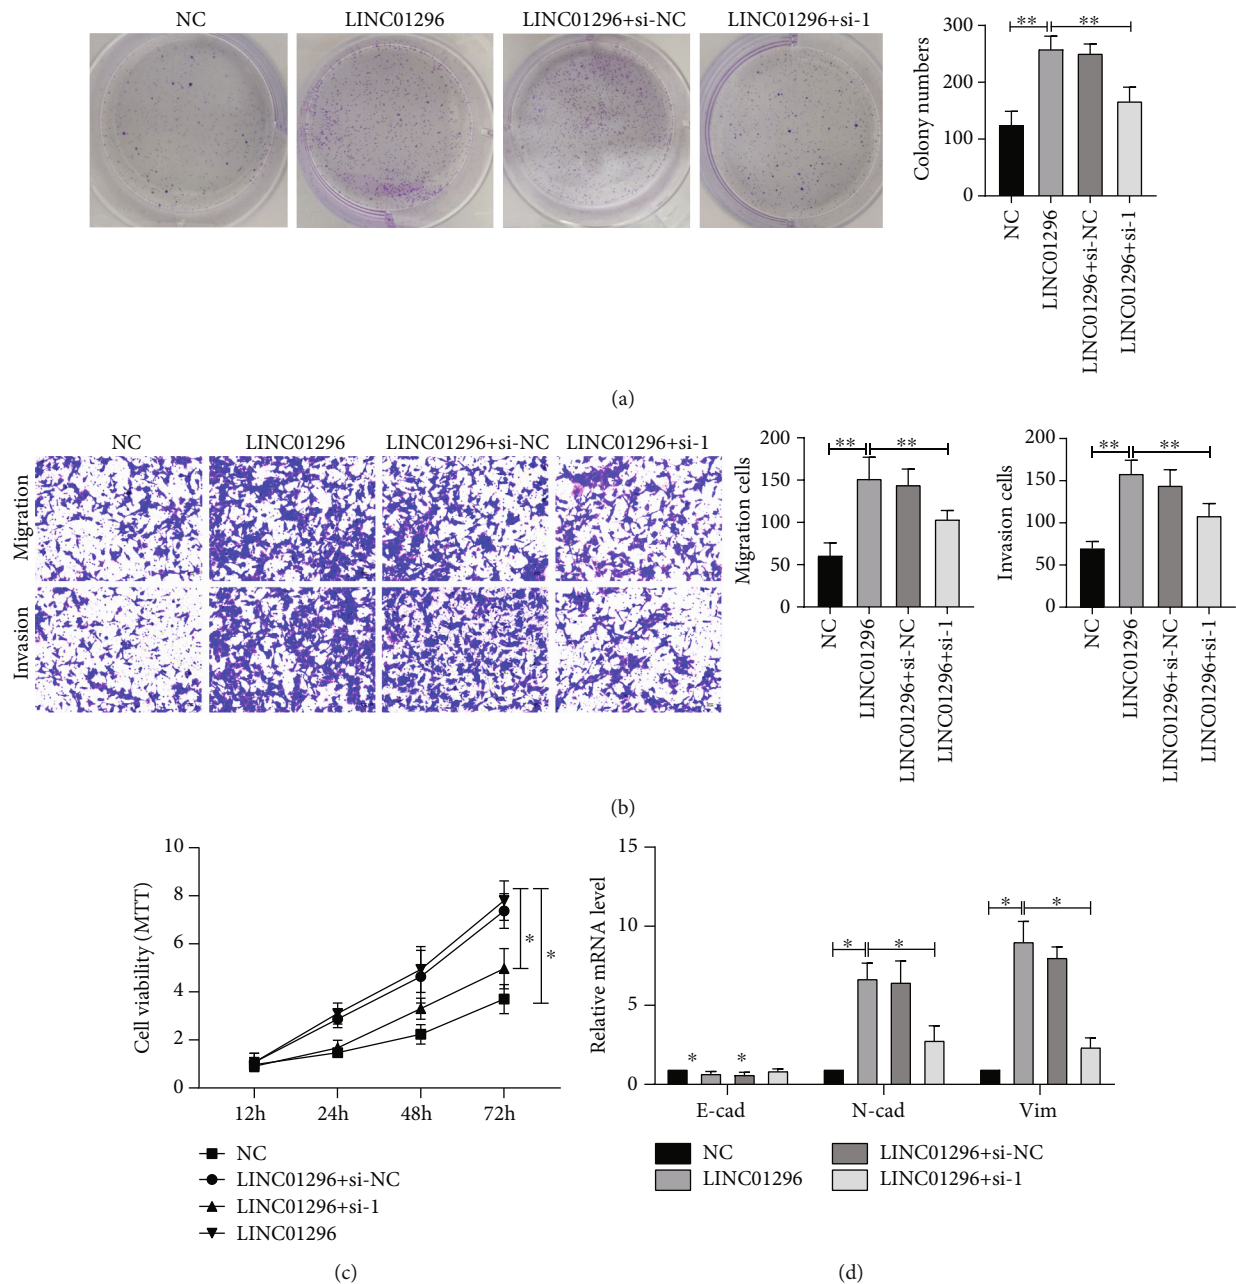 NC LINC01296 LINC01296+si-NC LINC01296+si-1
Colony numbers
300
200
100
0
** **
NC
LINC01296
LINC01296+si-NC
LINC01296+si-1
(a)
NC LINC01296 LINC01296+si-NC LINC01296+si-1
Migration
Invasion
Migration cells
200
150
100
50
0
** **
NC
LINC01296
LINC01296+si-NC
LINC01296+si-1
Invasion cells
200
150
100
50
0
** **
NC
LINC01296
LINC01296+si-NC
LINC01296+si-1
(b)
Cell viability (MTT)
10
8
6
4
2
0
* *
12h 24h 48h 72h
NC
LINC01296+si-NC
LINC01296+si-1
LINC01296
(c)
Relative mRNA level
15
10
5
0
* *
* *
* *
E-cad N-cad Vim
NC LINC01296+si-NC
LINC01296 LINC01296+si-1
(d)